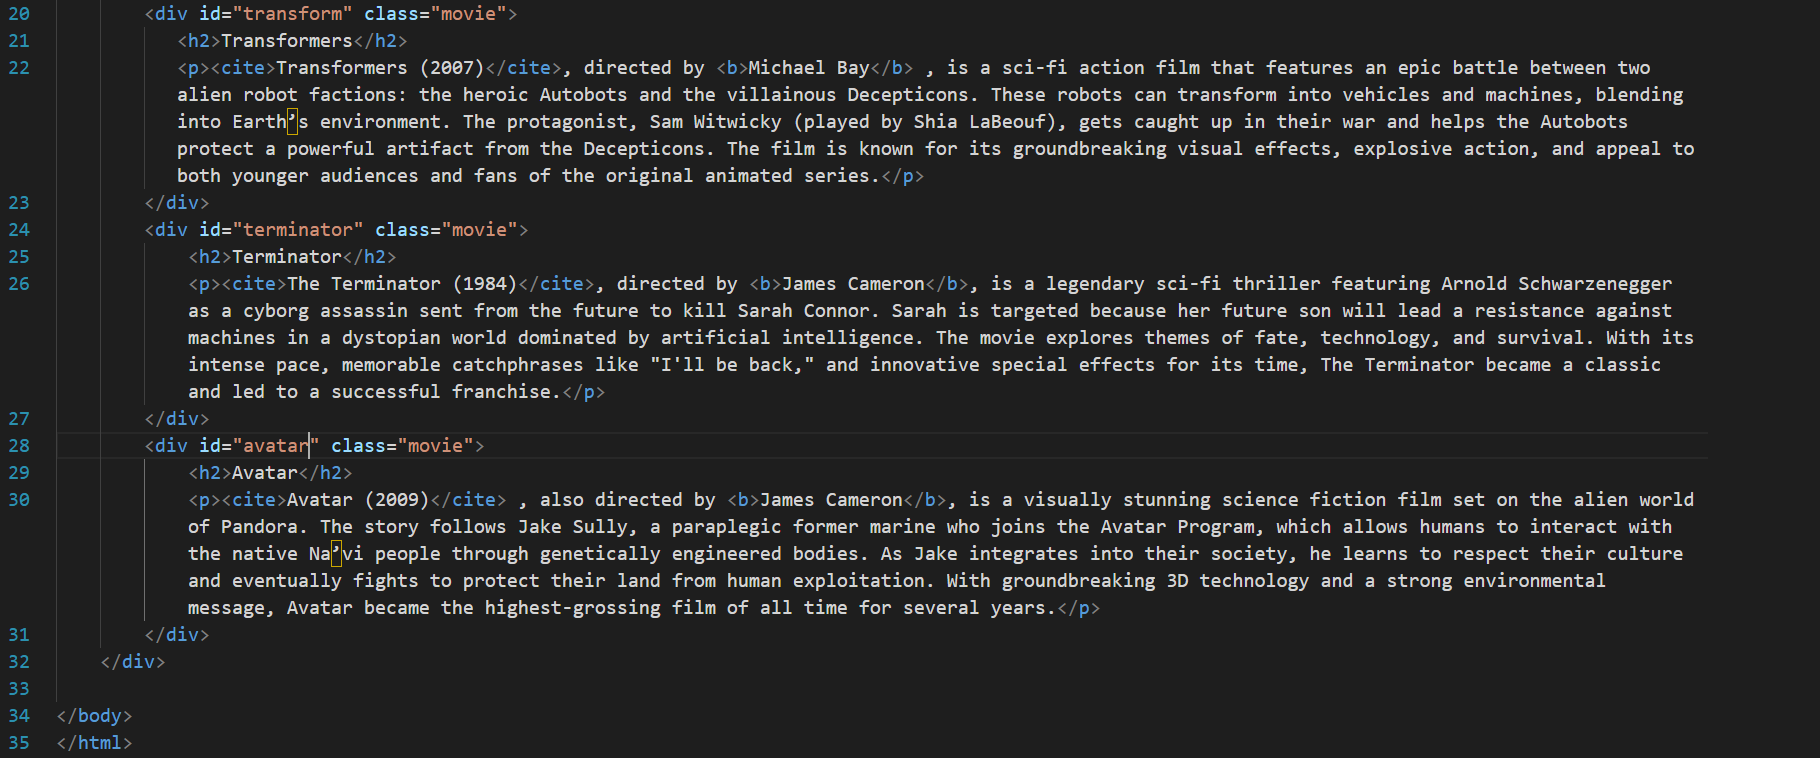 20 <div id="transform" class="movie">
21 <h2>Transformers</h2>
22 <p><cite>Transformers (2007)</cite>, directed by <b>Michael Bay</b> , is a sci-fi action film that features an epic battle between two
alien robot factions: the heroic Autobots and the villainous Decepticons. These robots can transform into vehicles and machines, blending
into Earth’s environment. The protagonist, Sam Witwicky (played by Shia LaBeouf), gets caught up in their war and helps the Autobots
protect a powerful artifact from the Decepticons. The film is known for its groundbreaking visual effects, explosive action, and appeal to
both younger audiences and fans of the original animated series.</p>
23 </div>
24 <div id="terminator" class="movie">
25 <h2>Terminator</h2>
26 <p><cite>The Terminator (1984)</cite>, directed by <b>James Cameron</b>, is a legendary sci-fi thriller featuring Arnold Schwarzenegger
as a cyborg assassin sent from the future to kill Sarah Connor. Sarah is targeted because her future son will lead a resistance against
machines in a dystopian world dominated by artificial intelligence. The movie explores themes of fate, technology, and survival. With its
intense pace, memorable catchphrases like "I'll be back," and innovative special effects for its time, The Terminator became a classic
and led to a successful franchise.</p>
27 </div>
28 <div id="avatar" class="movie">
29 <h2>Avatar</h2>
30 <p><cite>Avatar (2009)</cite> , also directed by <b>James Cameron</b>, is a visually stunning science fiction film set on the alien world
of Pandora. The story follows Jake Sully, a paraplegic former marine who joins the Avatar Program, which allows humans to interact with
the native Na’vi people through genetically engineered bodies. As Jake integrates into their society, he learns to respect their culture
and eventually fights to protect their land from human exploitation. With groundbreaking 3D technology and a strong environmental
message, Avatar became the highest-grossing film of all time for several years.</p>
31 </div>
32 </div>
33
34 </body>
35 </html>